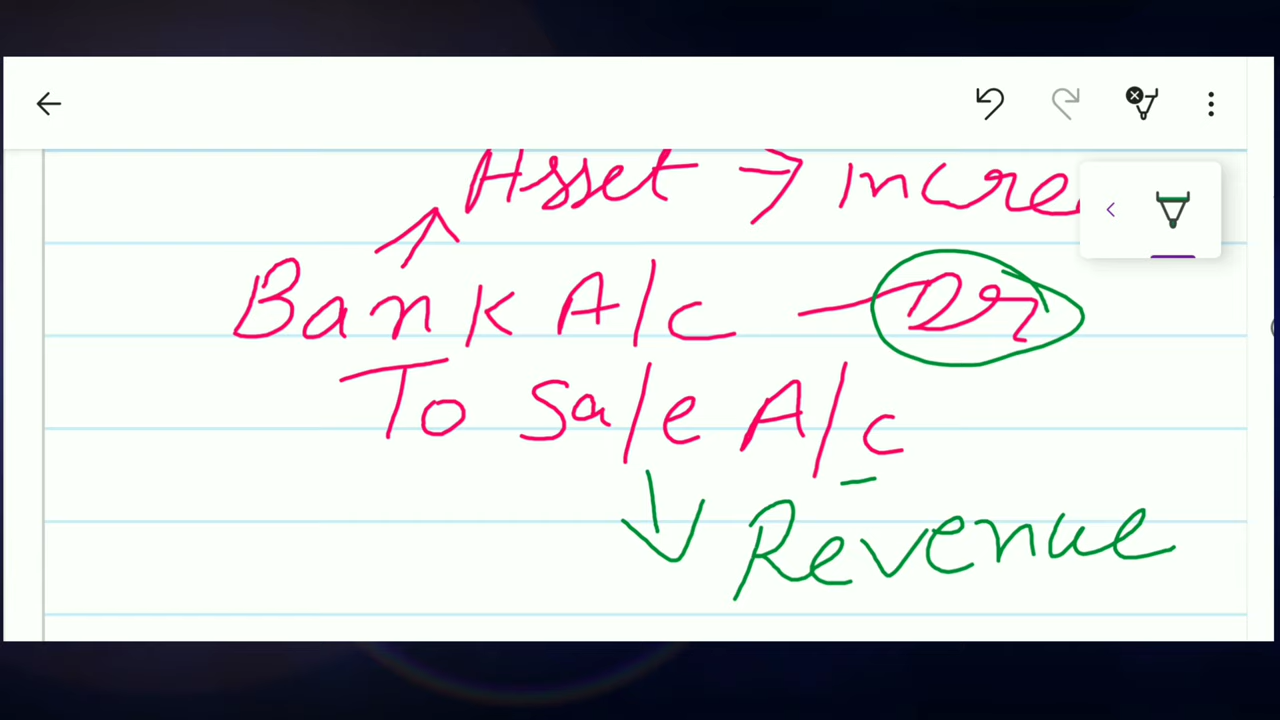 Asset → incre
Bank A/c — Dr
To Sale A/c
Revenue